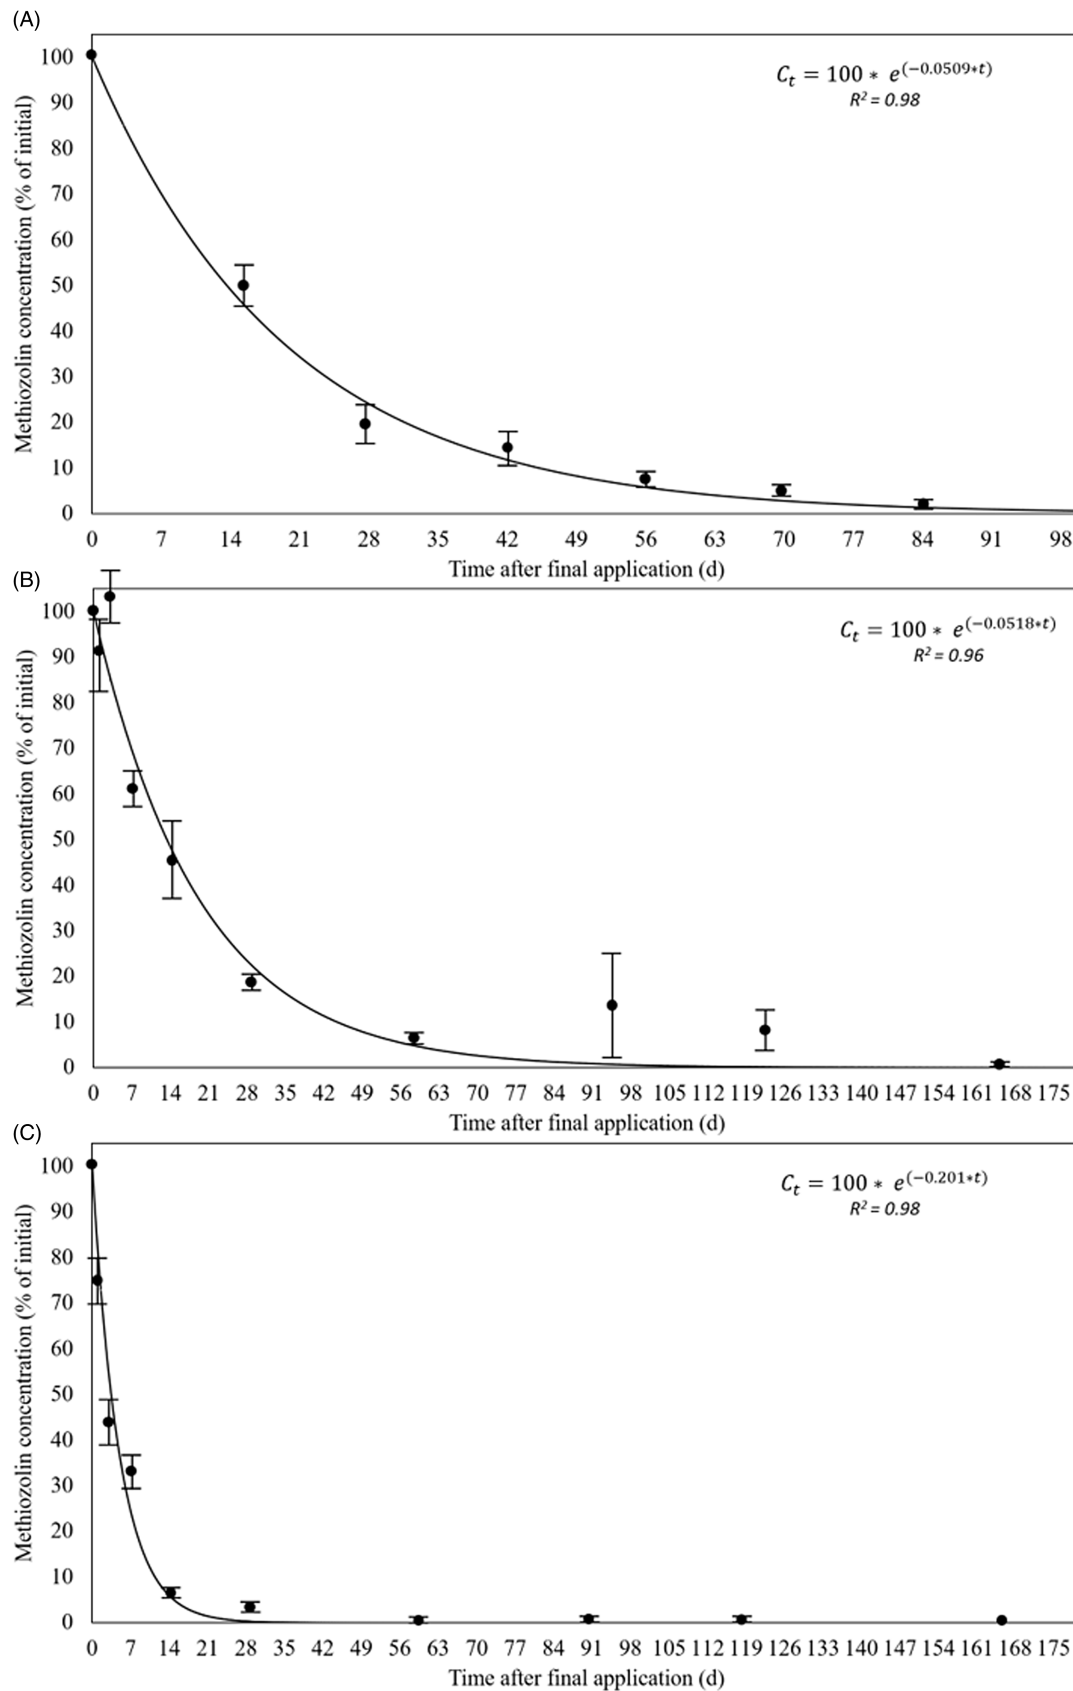 (A)
100
90
80
70
60
50
40
30
20
10
0
Methiozolin concentration (% of initial)
C_t = 100 * e^(−0.0509*t)
R² = 0.98
0 7 14 21 28 35 42 49 56 63 70 77 84 91 98
Time after final application (d)
(B)
100
90
80
70
60
50
40
30
20
10
0
Methiozolin concentration (% of initial)
C_t = 100 * e^(−0.0518*t)
R² = 0.96
0 7 14 21 28 35 42 49 56 63 70 77 84 91 98 105 112 119 126 133 140 147 154 161 168 175
Time after final application (d)
(C)
100
90
80
70
60
50
40
30
20
10
0
Methiozolin concentration (% of initial)
C_t = 100 * e^(−0.201*t)
R² = 0.98
0 7 14 21 28 35 42 49 56 63 70 77 84 91 98 105 112 119 126 133 140 147 154 161 168 175
Time after final application (d)